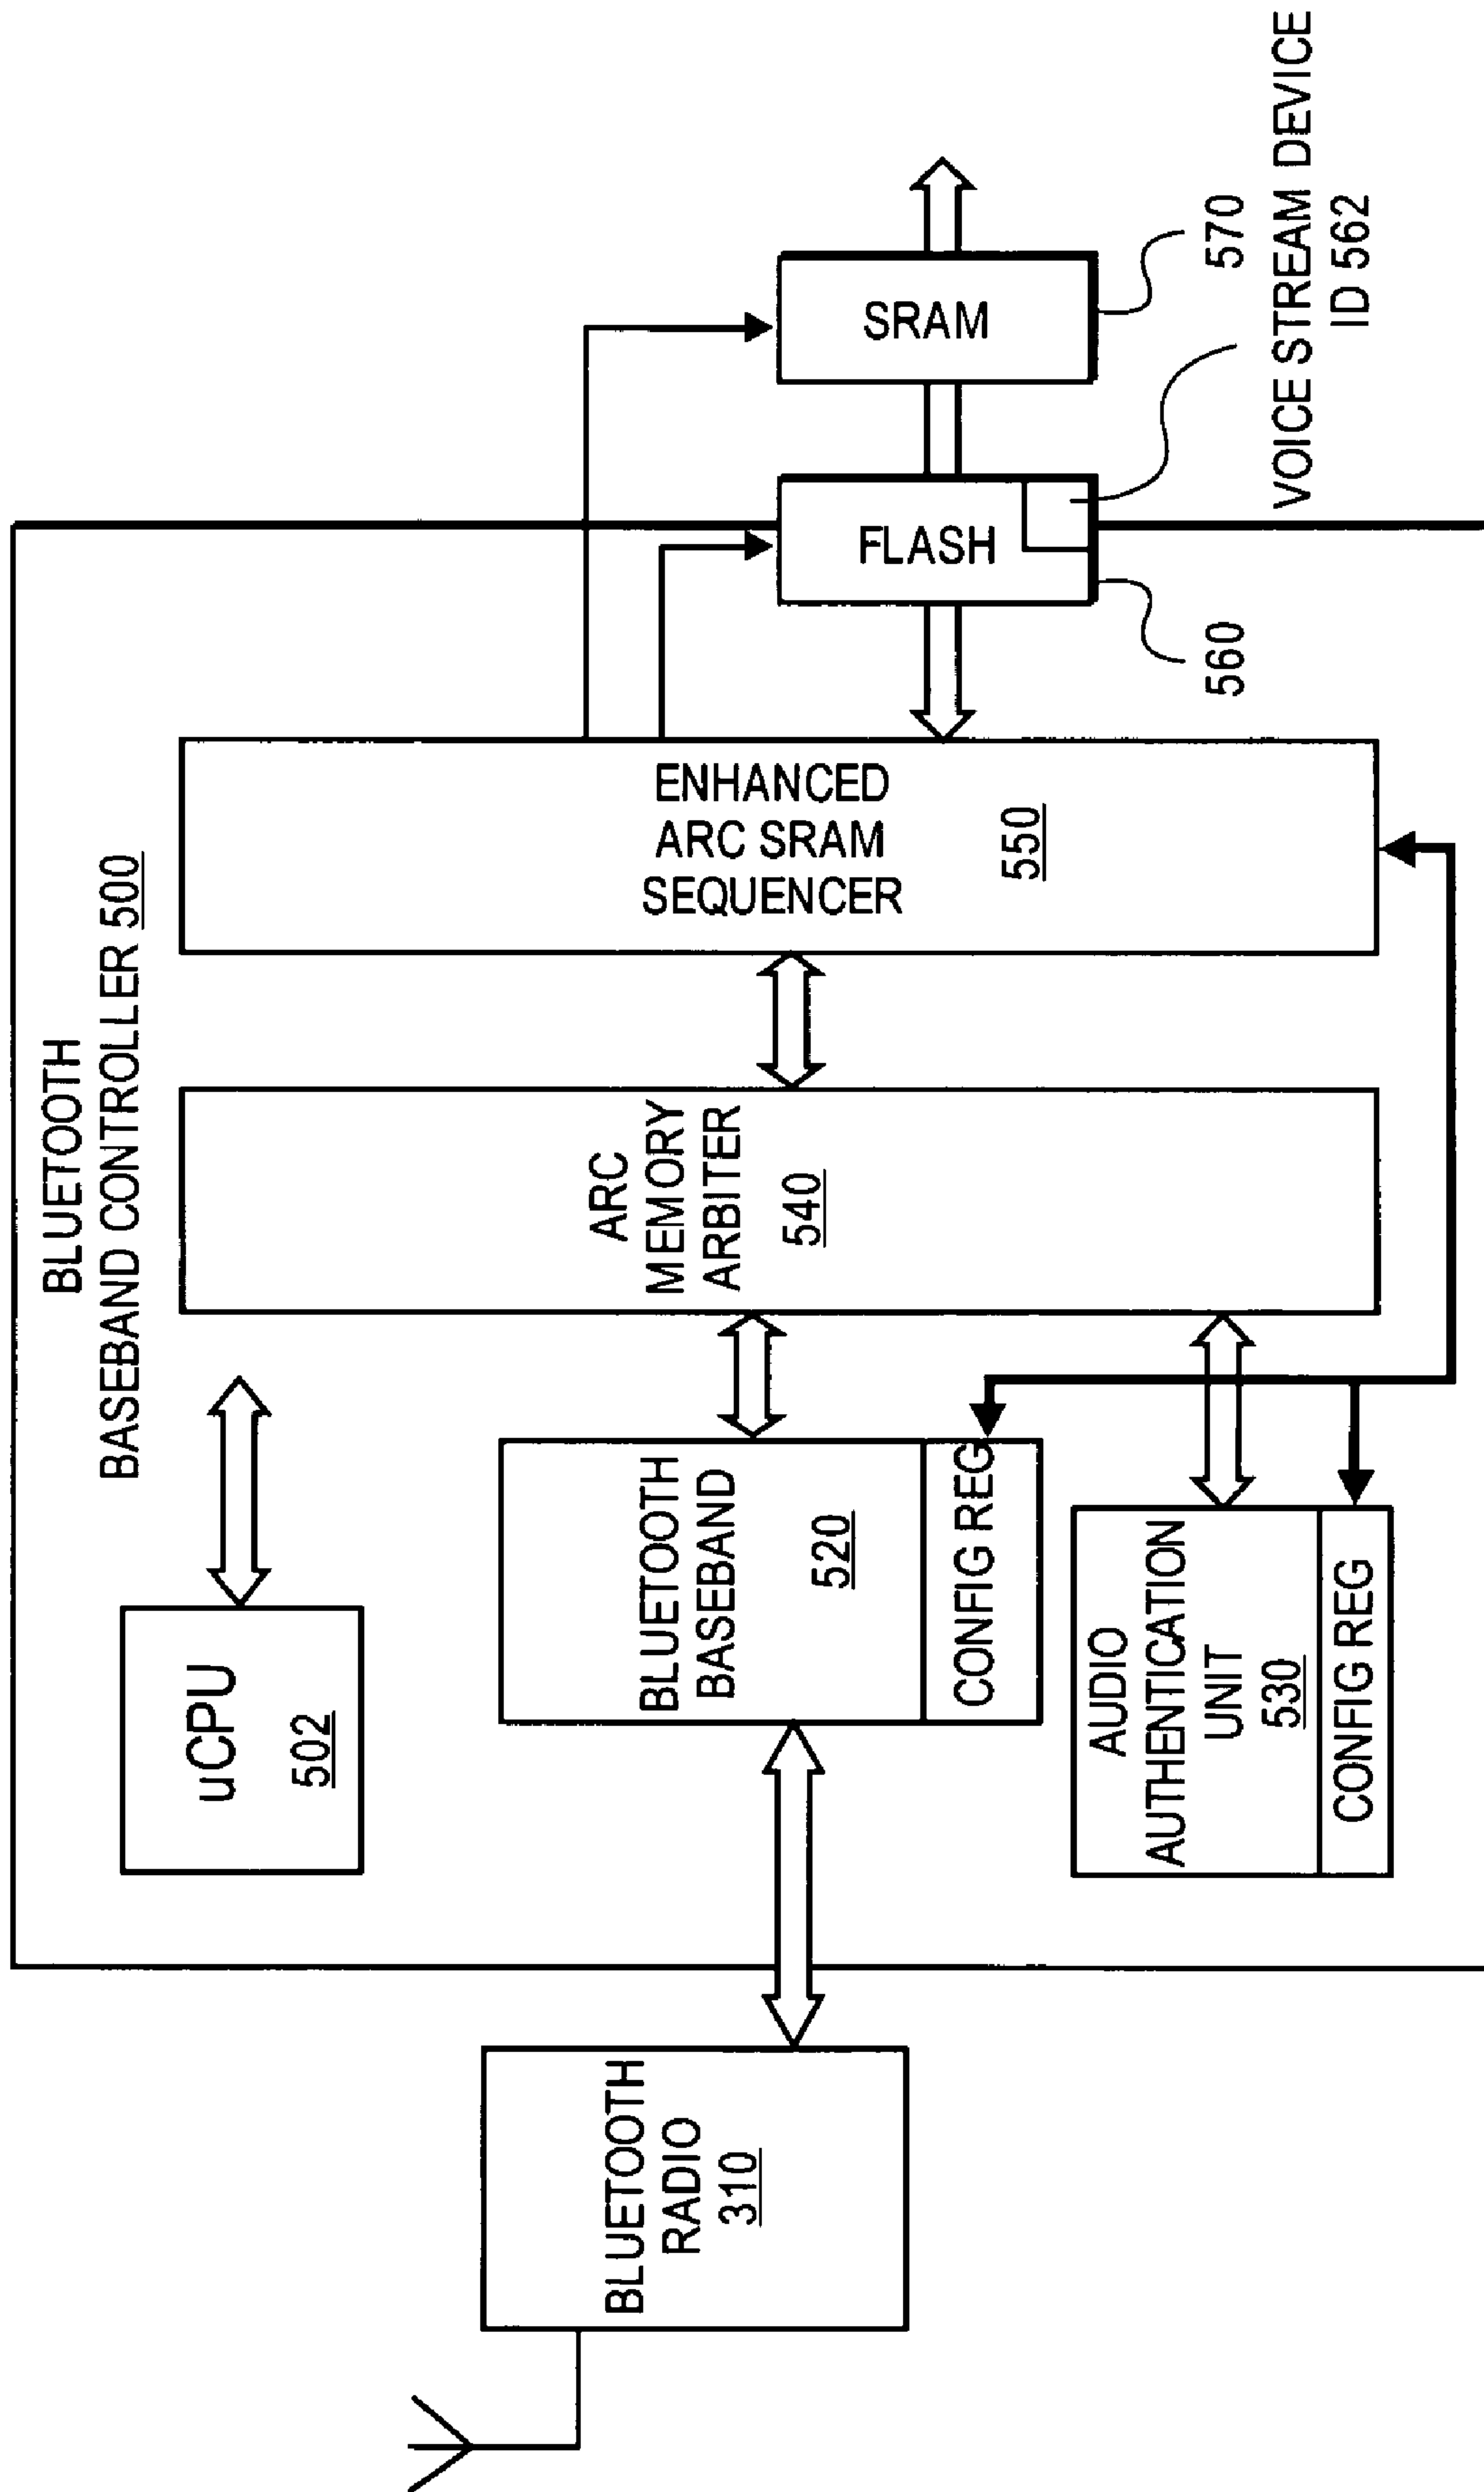 BLUETOOTH
BASEBAND CONTROLLER 500
uCPU
502
BLUETOOTH
RADIO
310
BLUETOOTH
BASEBAND
520
CONFIG REG
AUDIO
AUTHENTICATION
UNIT
530
CONFIG REG
ARC
MEMORY
ARBITER
540
ENHANCED
ARC SRAM
SEQUENCER
550
FLASH
560
SRAM
570
VOICE STREAM DEVICE
ID 562